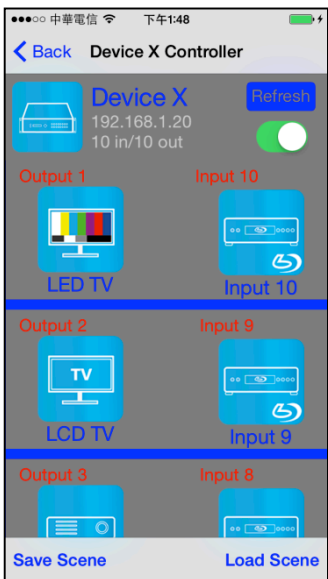 中華電信 下午1:48
Back Device X Controller
Device X Refresh
192.168.1.20
10 in/10 out
Output 1 Input 10
LED TV Input 10
Output 2 Input 9
TV
LCD TV Input 9
Output 3 Input 8
Save Scene Load Scene